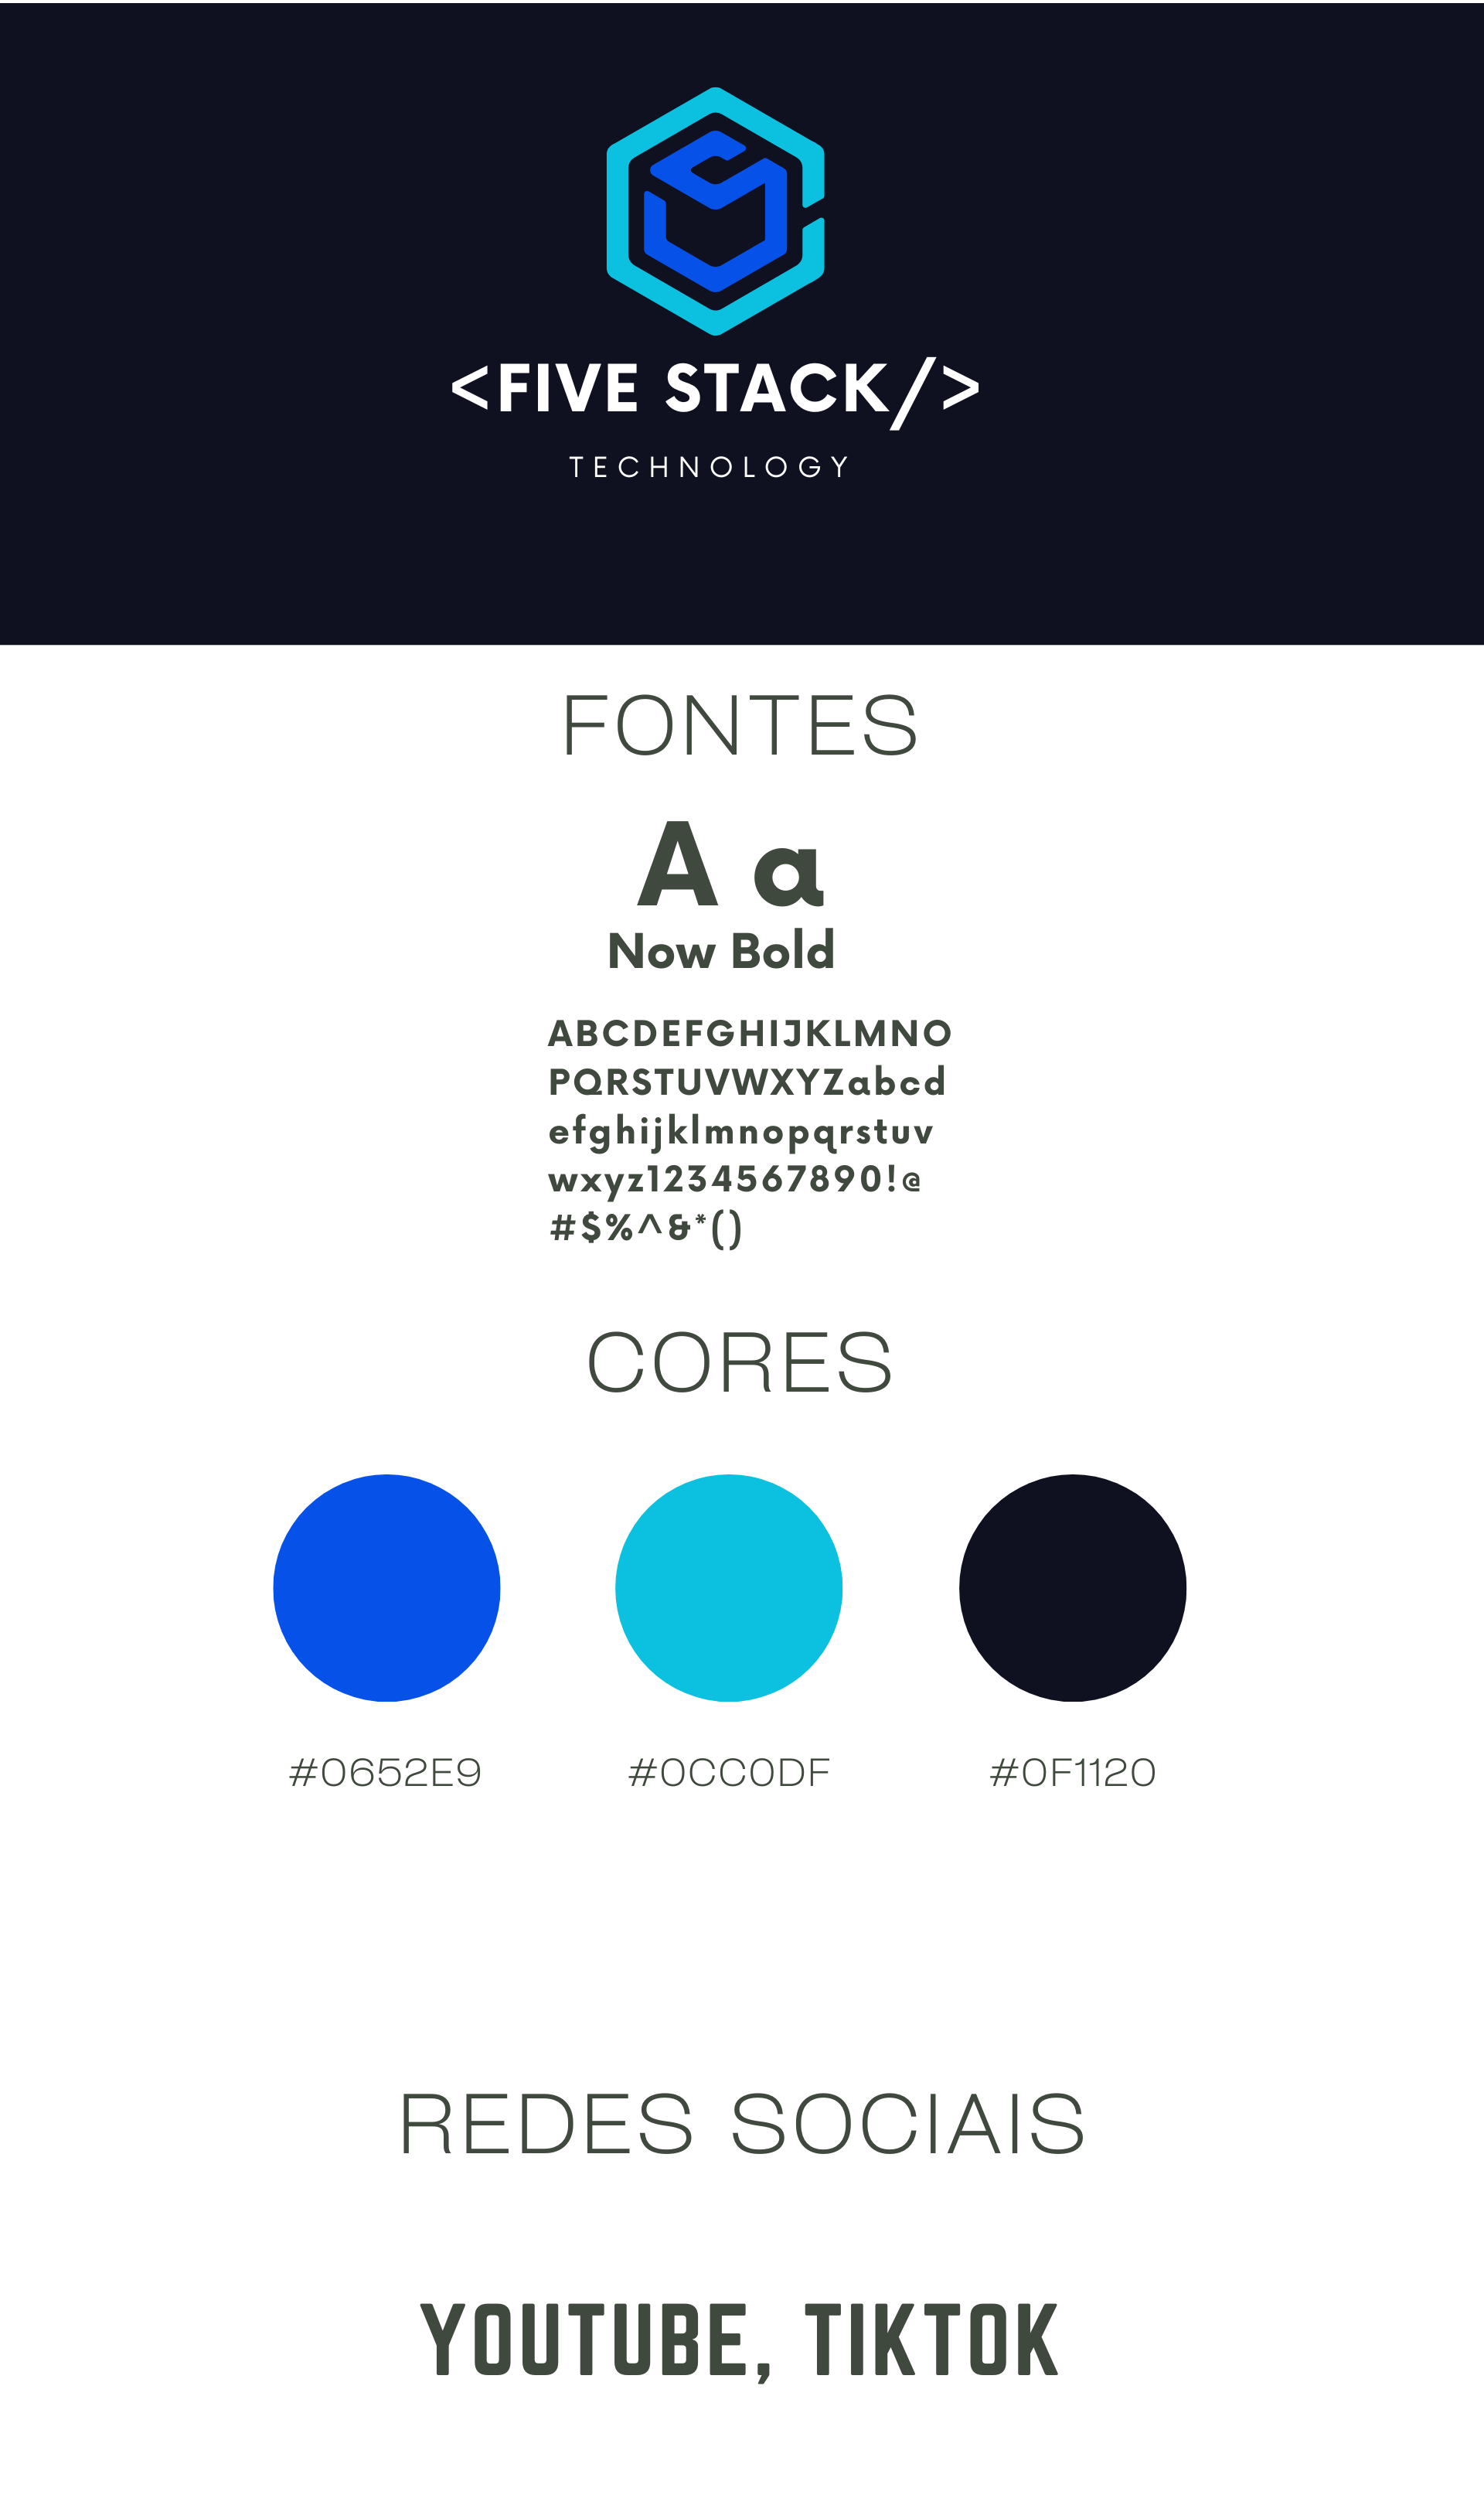 <FIVE STACK/>
TECHNOLOGY
FONTES
A a
Now Bold
ABCDEFGHIJKLMNO
PQRSTUVWXYZabcd
efghijklmnopqrstuv
wxyz1234567890!@
#$%^&*()
CORES
#0652E9 #0CC0DF #0F1120
REDES SOCIAIS
YOUTUBE, TIKTOK